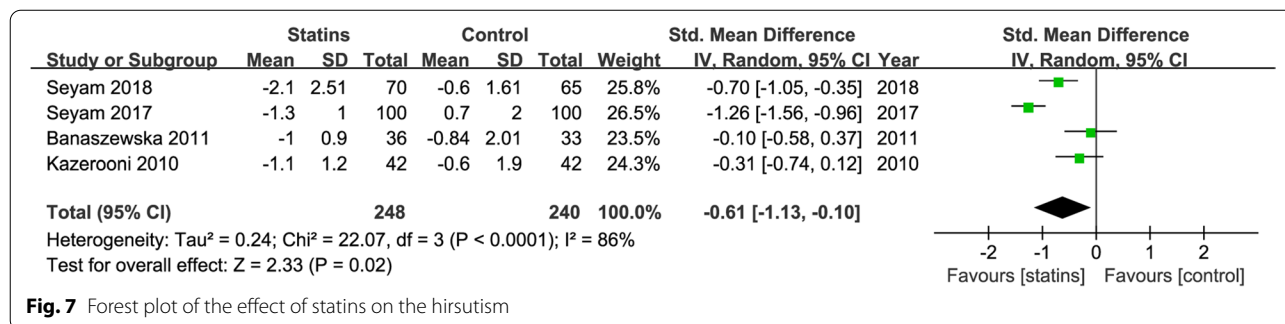 Statins Control Std. Mean Difference Std. Mean Difference
Study or Subgroup Mean SD Total Mean SD Total Weight IV, Random, 95% CI Year IV, Random, 95% CI
Seyam 2018 -2.1 2.51 70 -0.6 1.61 65 25.8% -0.70 [-1.05, -0.35] 2018
Seyam 2017 -1.3 1 100 0.7 2 100 26.5% -1.26 [-1.56, -0.96] 2017
Banaszewska 2011 -1 0.9 36 -0.84 2.01 33 23.5% -0.10 [-0.58, 0.37] 2011
Kazerooni 2010 -1.1 1.2 42 -0.6 1.9 42 24.3% -0.31 [-0.74, 0.12] 2010
Total (95% CI) 248 240 100.0% -0.61 [-1.13, -0.10]
Heterogeneity: Tau² = 0.24; Chi² = 22.07, df = 3 (P < 0.0001); I² = 86%
Test for overall effect: Z = 2.33 (P = 0.02)
-2 -1 0 1 2
Favours [statins] Favours [control]
Fig. 7 Forest plot of the effect of statins on the hirsutism